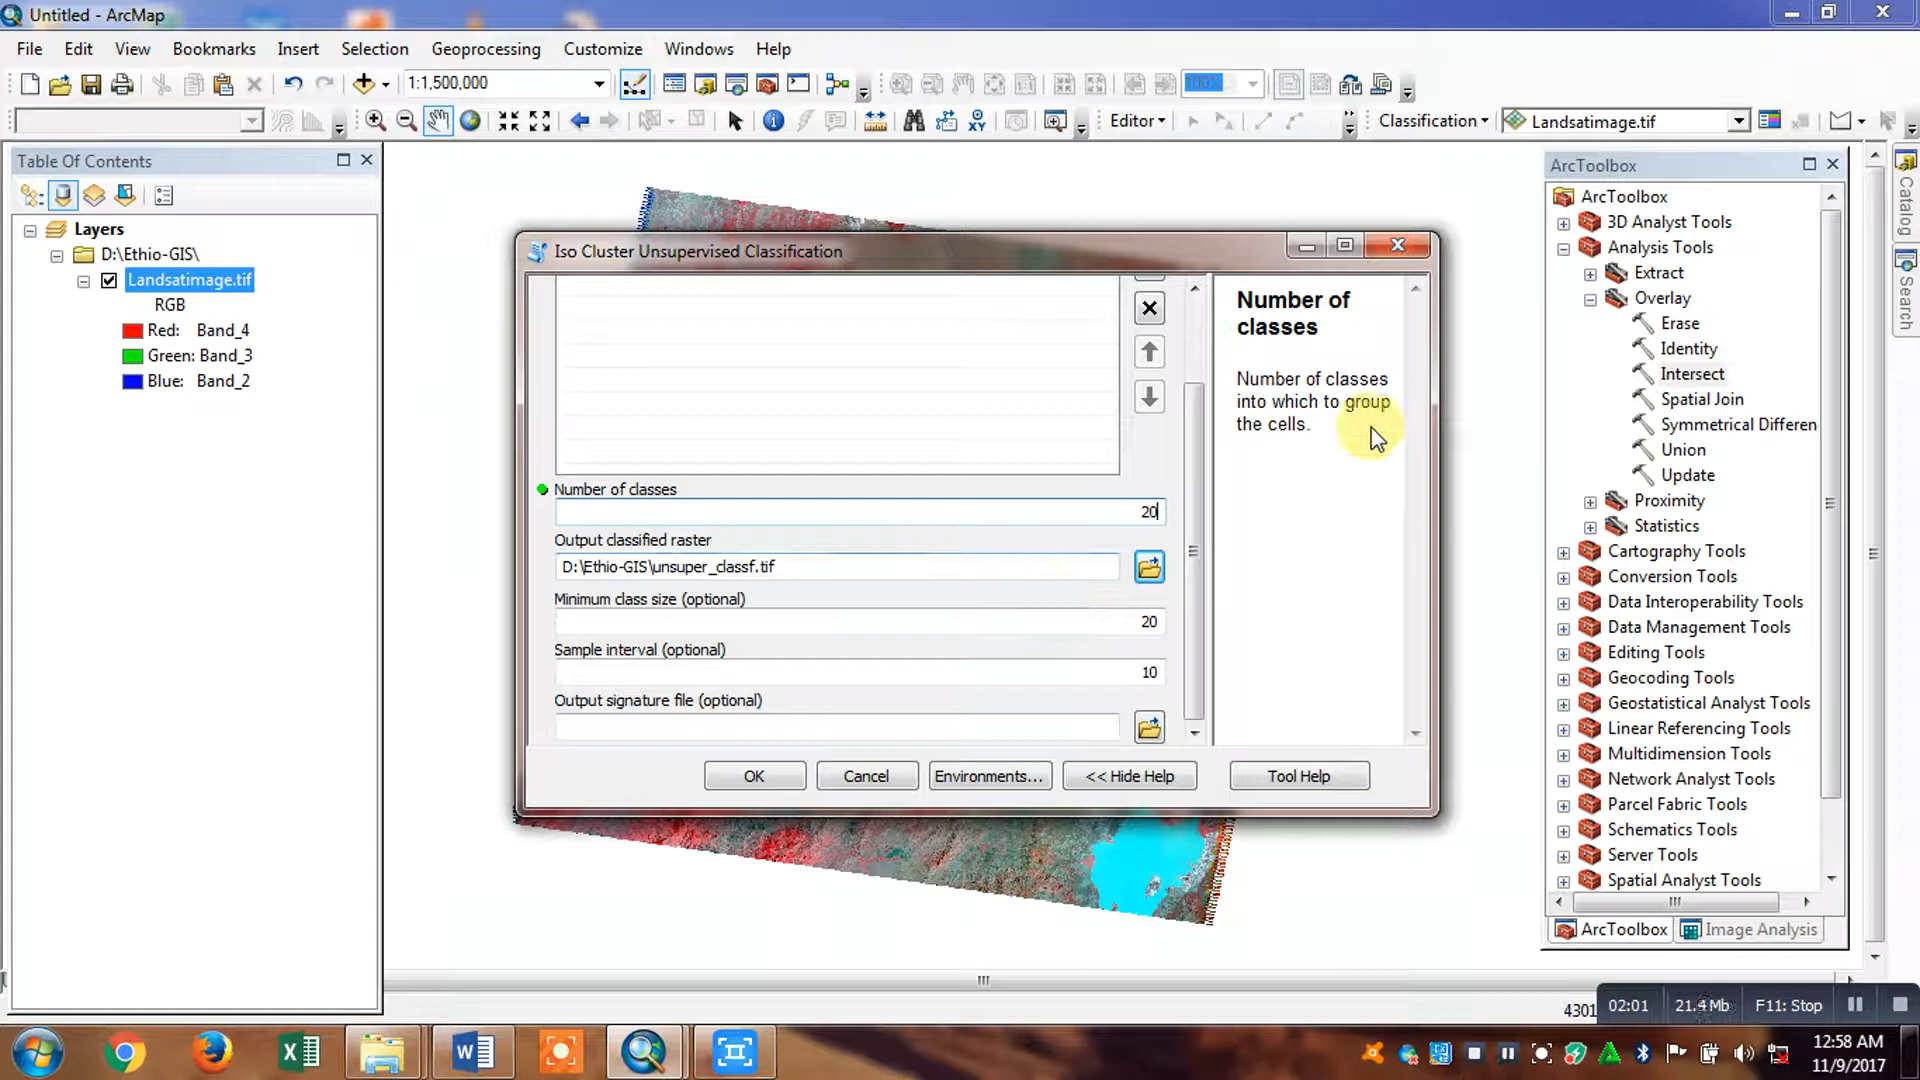 Untitled - ArcMap
File Edit View Bookmarks Insert Selection Geoprocessing Customize Windows Help
1:1,500,000
100%
Editor
Classification
Landsatimage.tif
Table Of Contents
Layers
D:\Ethio-GIS\
Landsatimage.tif
RGB
Red: Band_4
Green: Band_3
Blue: Band_2
Iso Cluster Unsupervised Classification
Number of classes
20
Output classified raster
D:\Ethio-GIS\unsuper_classf.tif
Minimum class size (optional)
20
Sample interval (optional)
10
Output signature file (optional)
OK
Cancel
Environments...
<< Hide Help
Tool Help
Number of
classes
Number of classes
into which to group
the cells.
ArcToolbox
ArcToolbox
3D Analyst Tools
Analysis Tools
Extract
Overlay
Erase
Identity
Intersect
Spatial Join
Symmetrical Differen
Union
Update
Proximity
Statistics
Cartography Tools
Conversion Tools
Data Interoperability Tools
Data Management Tools
Editing Tools
Geocoding Tools
Geostatistical Analyst Tools
Linear Referencing Tools
Multidimension Tools
Network Analyst Tools
Parcel Fabric Tools
Schematics Tools
Server Tools
Spatial Analyst Tools
ArcToolbox
Image Analysis
Catalog
Search
4301
02:01
21.4 Mb
F11: Stop
12:58 AM
11/9/2017